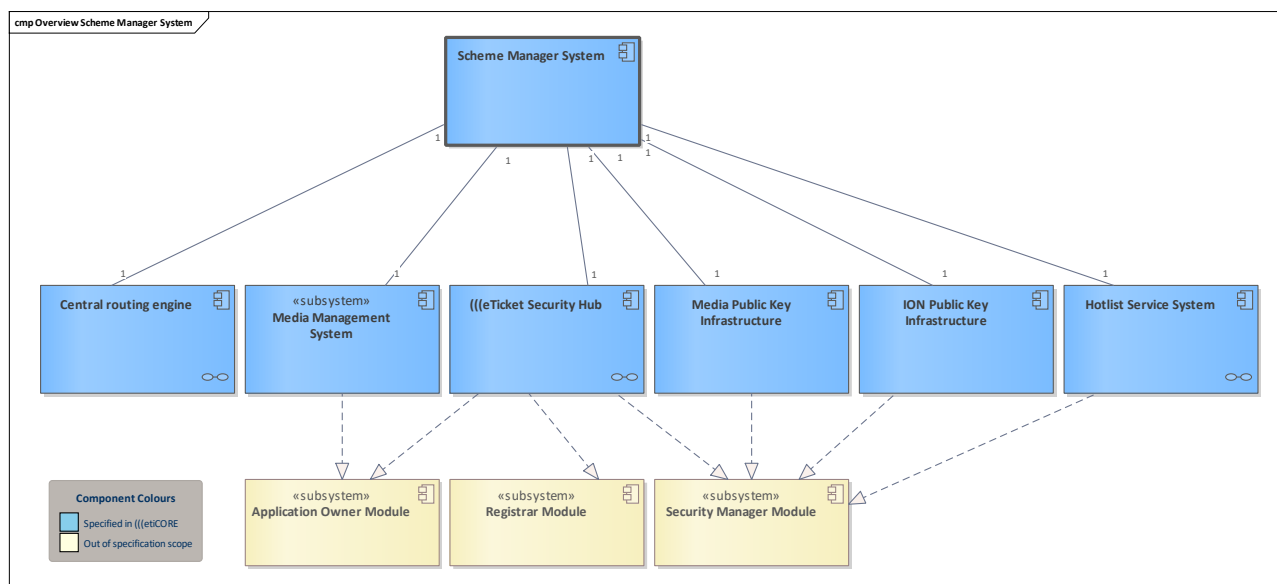 cmp Overview Scheme Manager System
Scheme Manager System
1
1
1
1
1
1
1
1
1
1
1
1
Central routing engine
«subsystem»
Media Management
System
(((eTicket Security Hub
Media Public Key
Infrastructure
ION Public Key
Infrastructure
Hotlist Service System
«subsystem»
Application Owner Module
«subsystem»
Registrar Module
«subsystem»
Security Manager Module
Component Colours
Specified in (((etiCORE
Out of specification scope